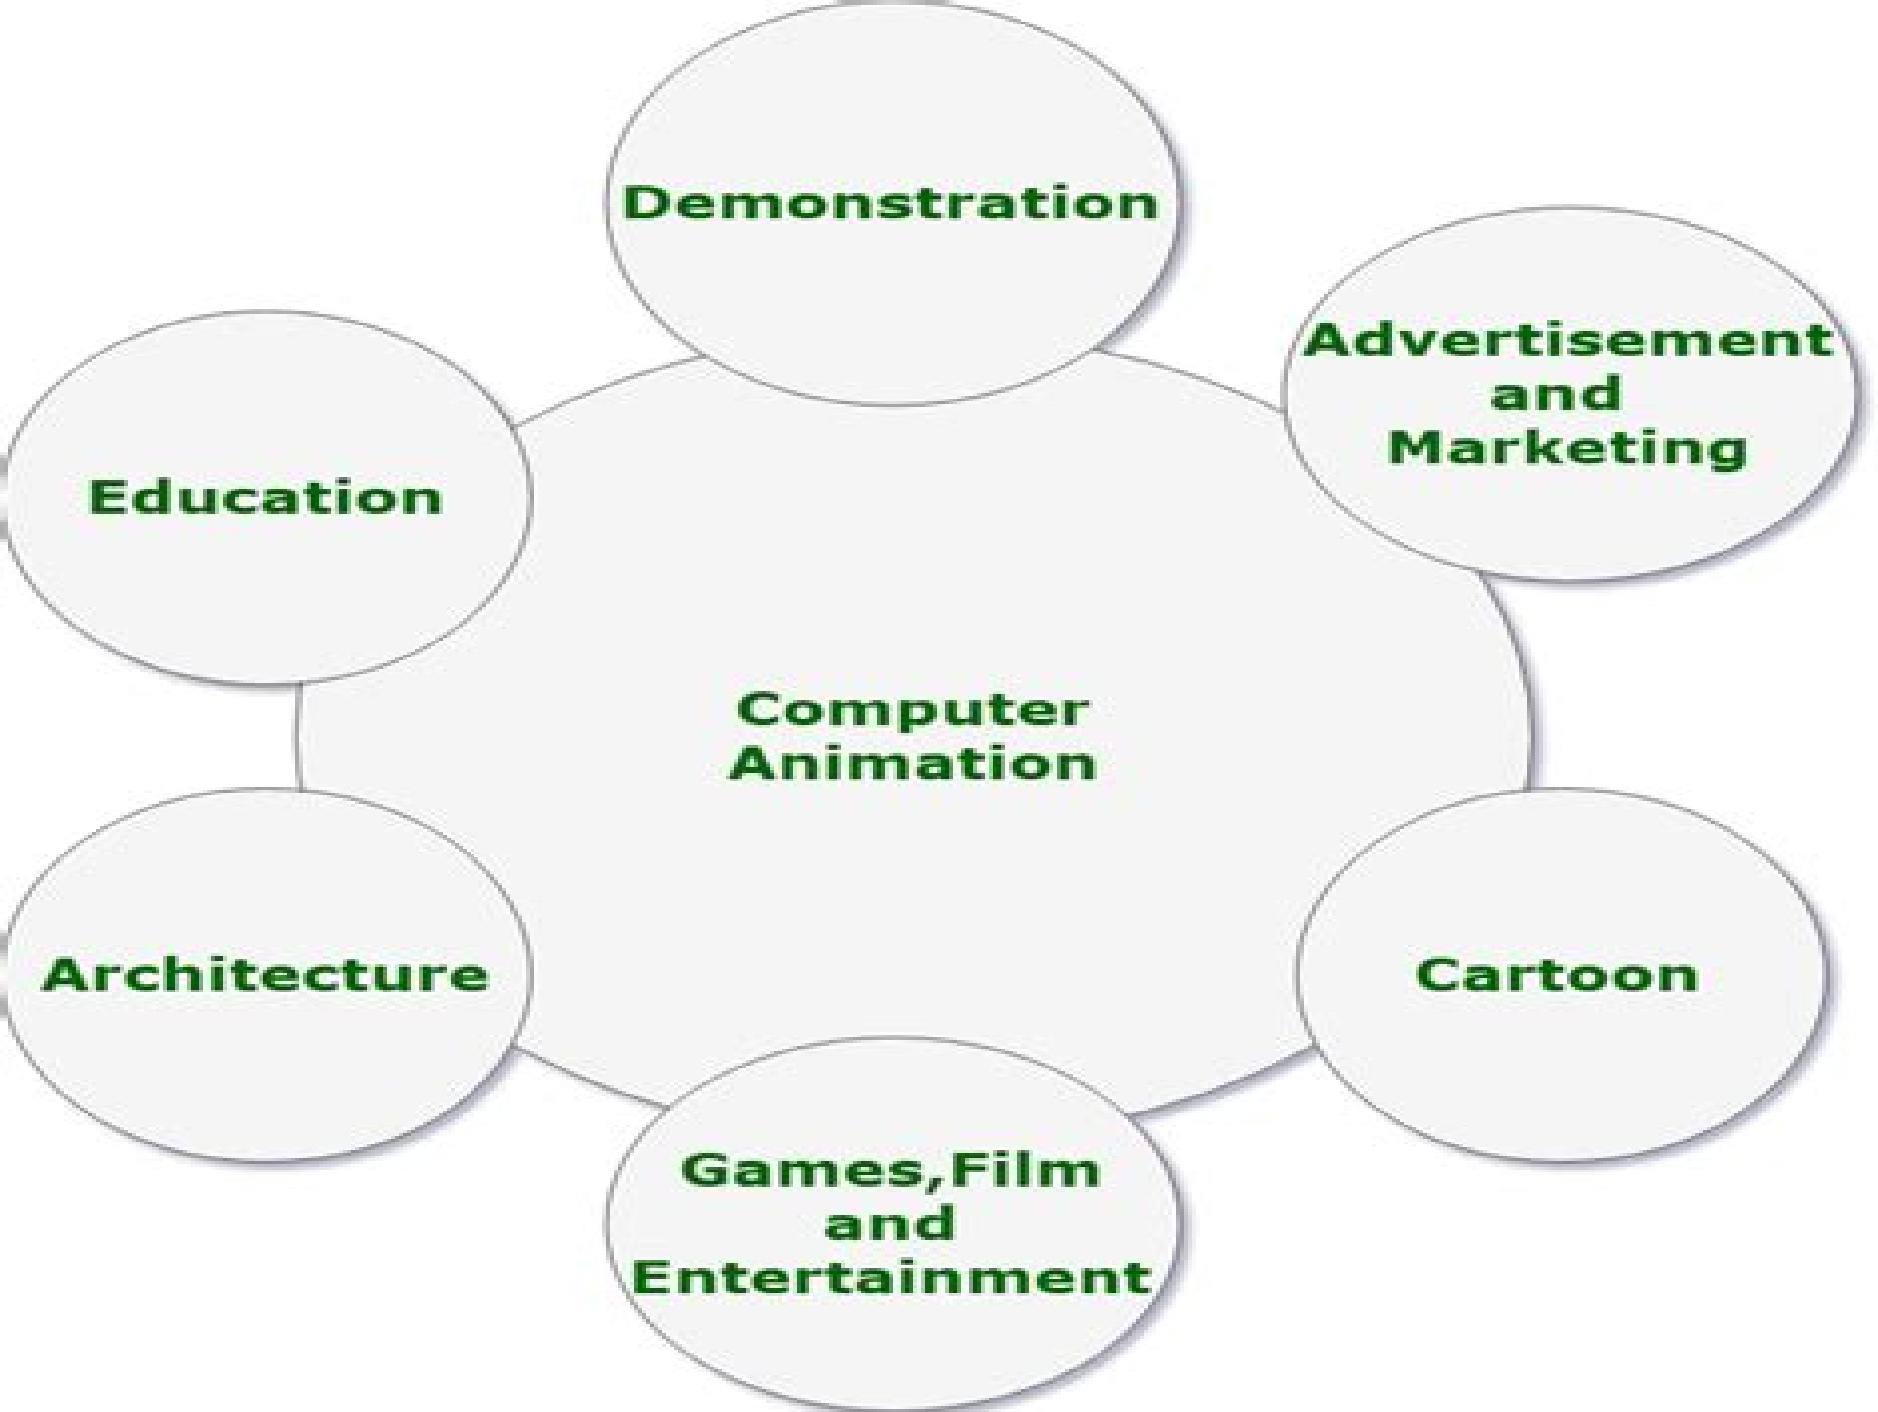 Demonstration
Advertisement
and
Marketing
Education
Computer
Animation
Architecture
Cartoon
Games,Film
and
Entertainment